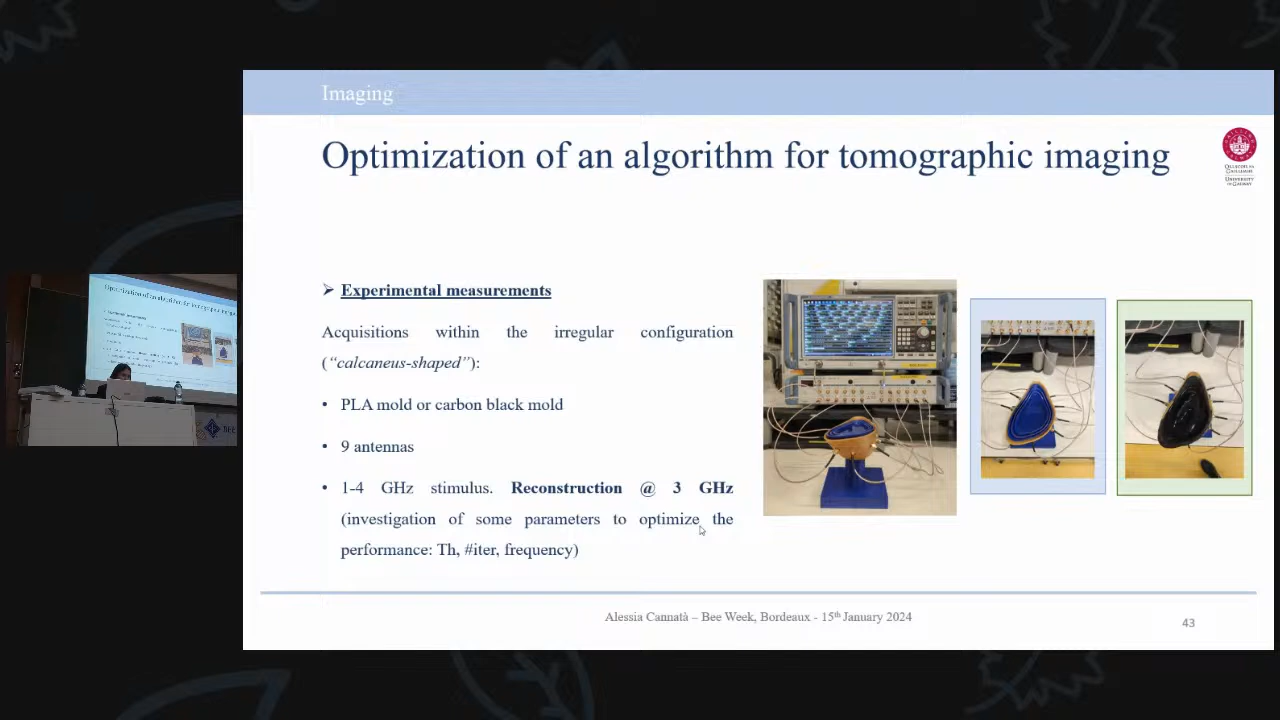 Imaging
Optimization of an algorithm for tomographic imaging
➢ Experimental measurements
Acquisitions within the irregular configuration
(“calcaneus-shaped”):
• PLA mold or carbon black mold
• 9 antennas
• 1-4 GHz stimulus. Reconstruction @ 3 GHz
(investigation of some parameters to optimize the
performance: Th, #iter, frequency)
Alessia Cannatà – Bee Week, Bordeaux - 15th January 2024
43